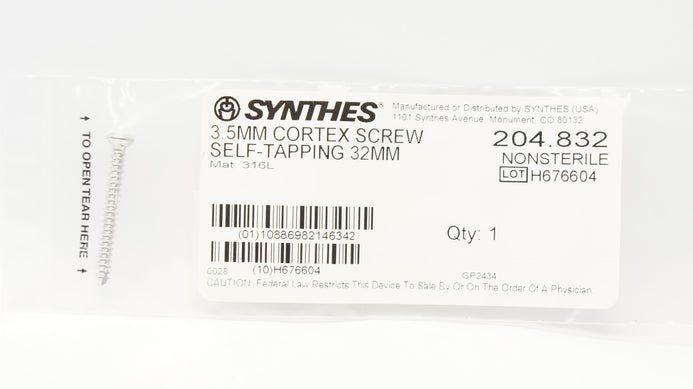 SYNTHES®
Manufactured or Distributed by SYNTHES (USA)
1101 Synthes Avenue, Monument, CO 80132
3.5MM CORTEX SCREW
SELF-TAPPING 32MM
Mat: 316L
204.832
NONSTERILE
LOT H676604
(01)10886982146342
Qty: 1
(10)H676604
0028
GP2434
CAUTION: Federal Law Restricts This Device To Sale By Or On The Order Of A Physician.
↑ TO OPEN TEAR HERE ↑